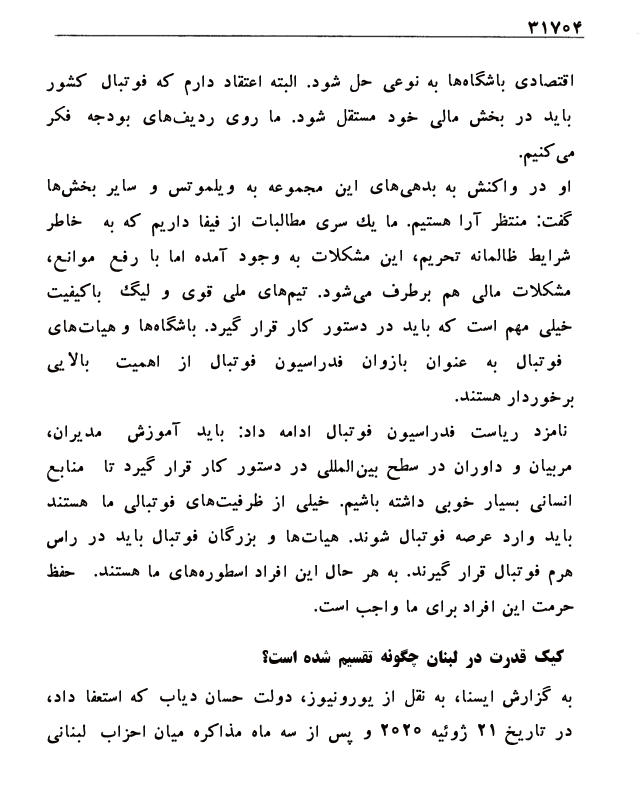 ۳۱۷۰۴
اقتصادی باشگاه‌ها به نوعی حل شود. البته اعتقاد دارم که فوتبال کشور
باید در بخش مالی خود مستقل شود. ما روی ردیف‌های بودجه فکر
می‌کنیم.
او در واکنش به بدهی‌های این مجموعه به ویلموتس و سایر بخش‌ها
گفت: منتظر آرا هستیم. ما یك سری مطالبات از فیفا داریم که به خاطر
شرایط ظالمانه تحریم، این مشکلات به وجود آمده اما با رفع موانع،
مشکلات مالی هم برطرف می‌شود. تیم‌های ملی قوی و لیگ باکیفیت
خیلی مهم است که باید در دستور کار قرار گیرد. باشگاه‌ها و هیات‌های
فوتبال به عنوان بازوان فدراسیون فوتبال از اهمیت بالایی
برخوردار هستند.
نامزد ریاست فدراسیون فوتبال ادامه داد: باید آموزش مدیران،
مربیان و داوران در سطح بین‌المللی در دستور کار قرار گیرد تا منابع
انسانی بسیار خوبی داشته باشیم. خیلی از ظرفیت‌های فوتبالی ما هستند
باید وارد عرصه فوتبال شوند. هیات‌ها و بزرگان فوتبال باید در راس
هرم فوتبال قرار گیرند. به هر حال این افراد اسطوره‌های ما هستند. حفظ
حرمت این افراد برای ما واجب است.
کیک قدرت در لبنان چگونه تقسیم شده است؟
به گزارش ایسنا، به نقل از یورونیوز، دولت حسان دیاب که استعفا داد،
در تاریخ ۲۱ ژوئیه ۲۰۲۰ و پس از سه ماه مذاکره میان احزاب لبنانی